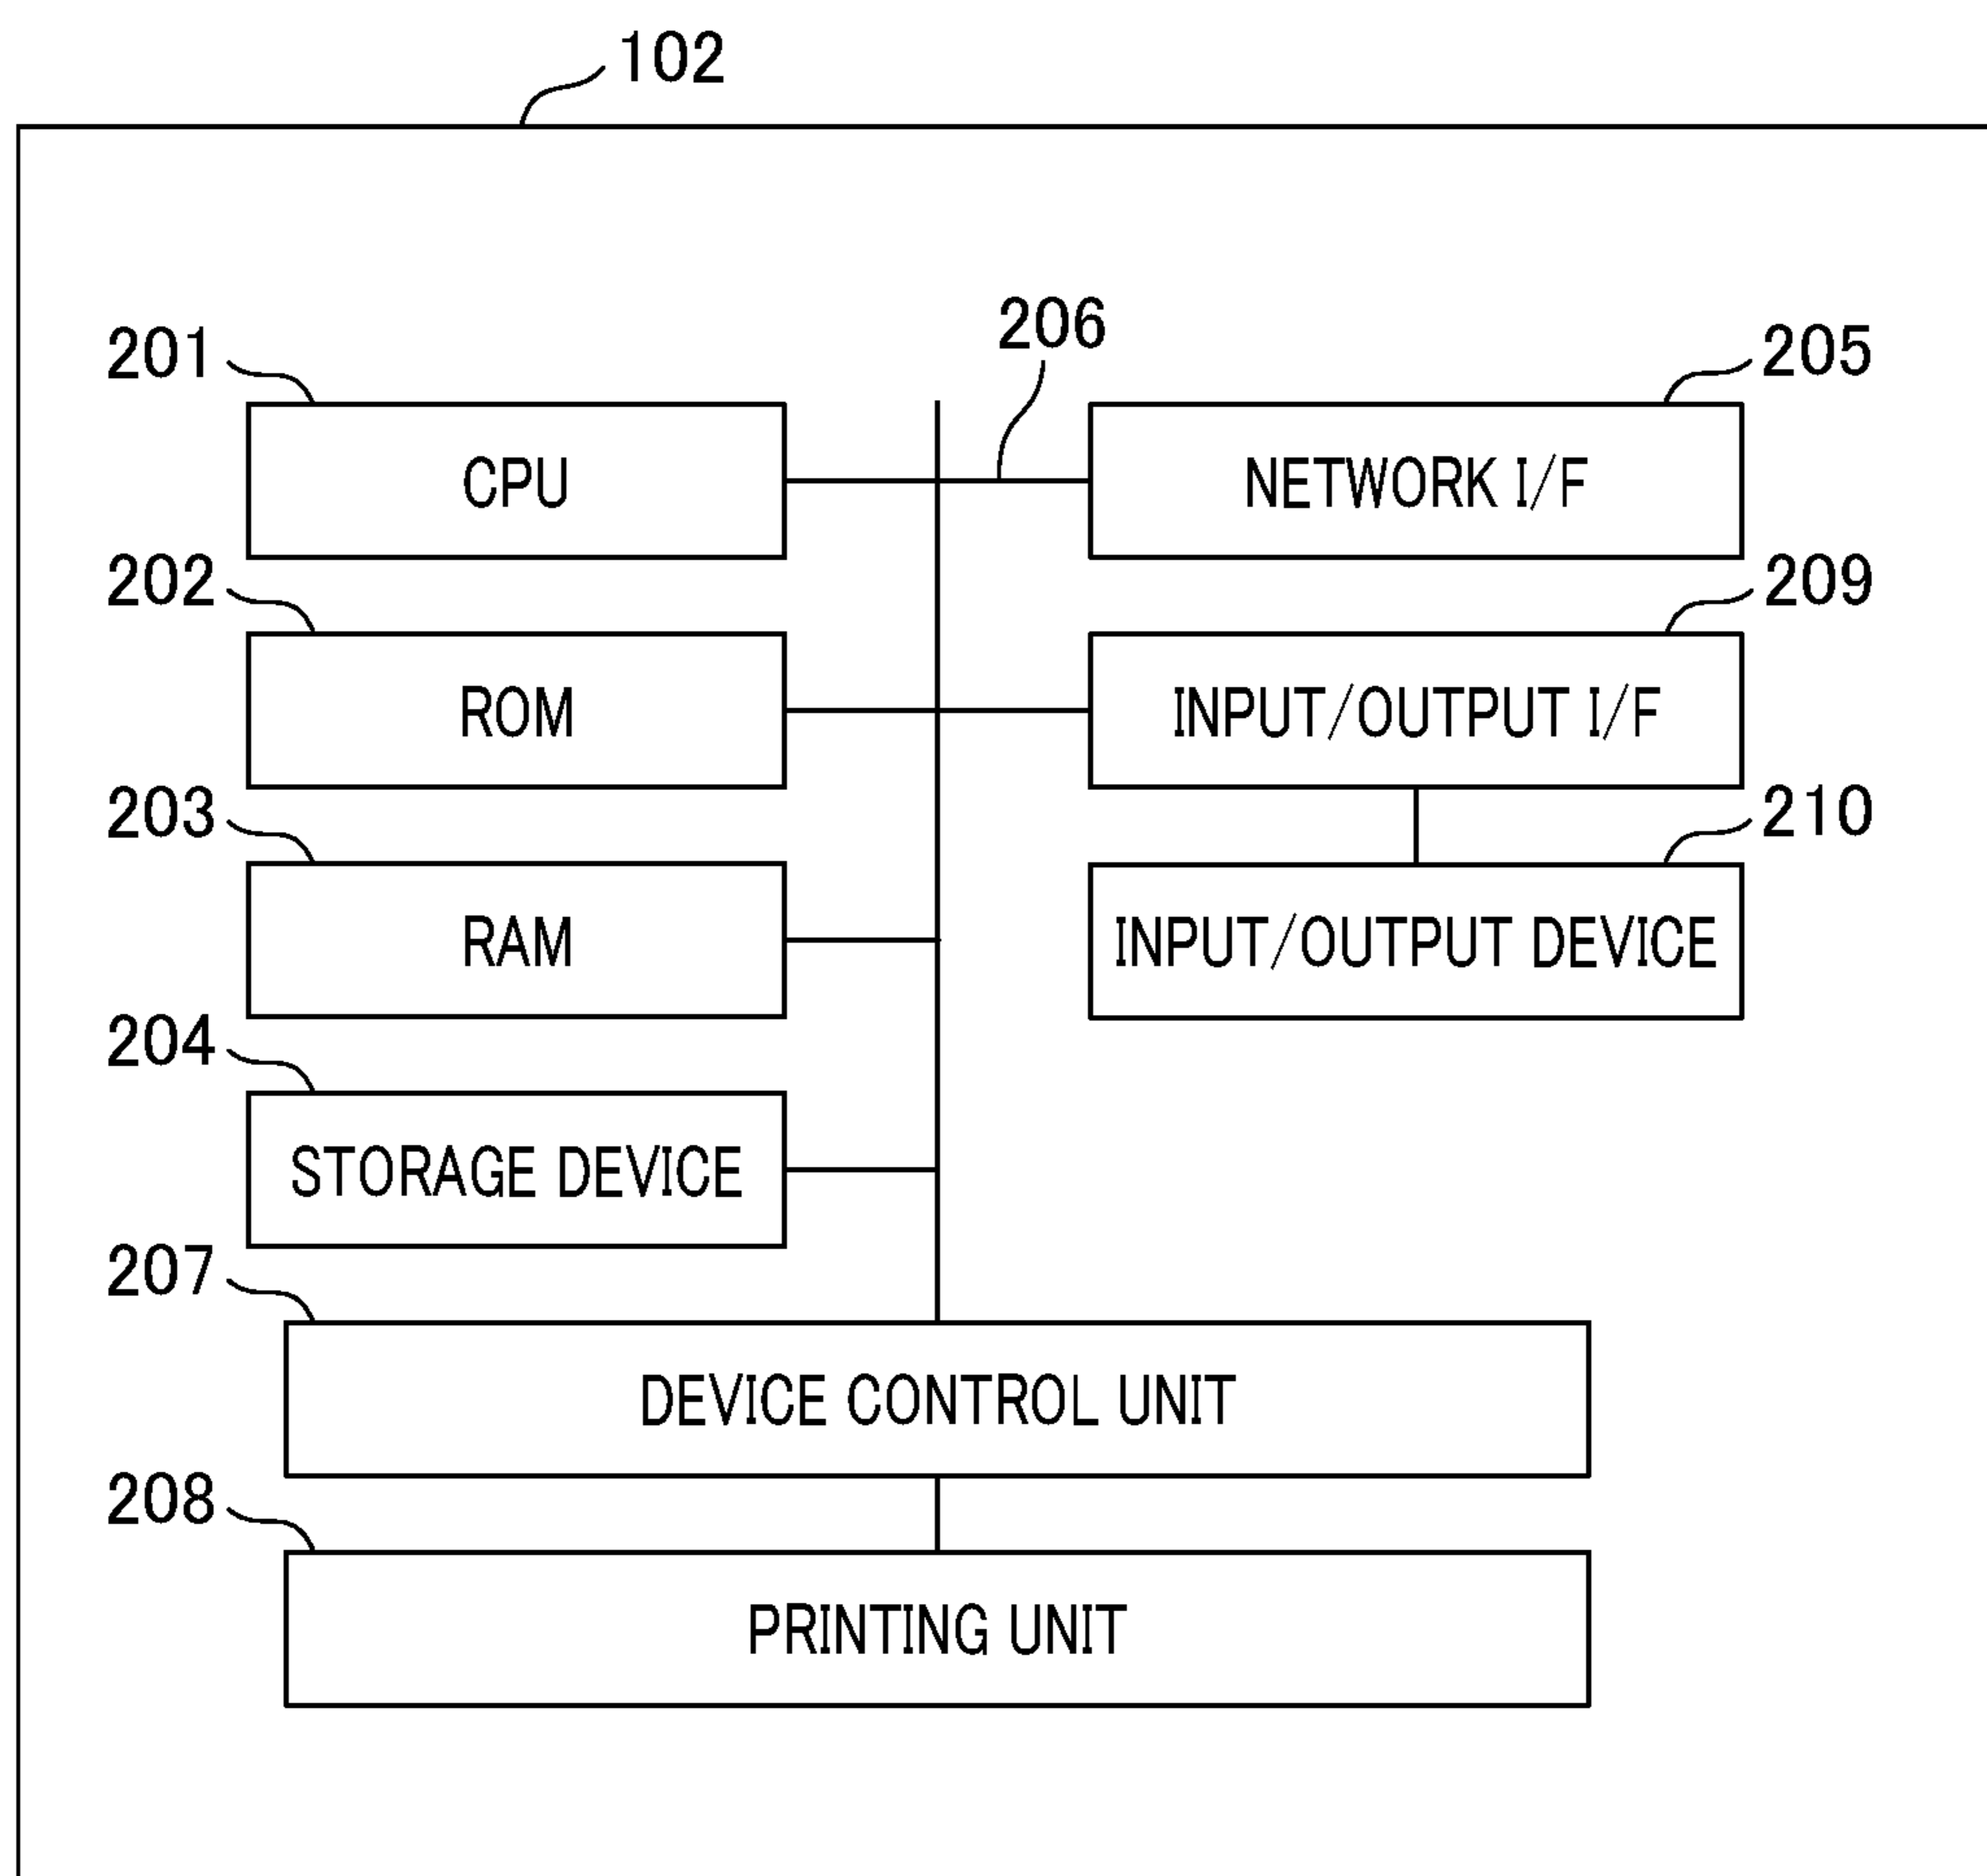 102
206
201
205
CPU
NETWORK I/F
202
209
ROM
INPUT/OUTPUT I/F
203
210
RAM
INPUT/OUTPUT DEVICE
204
STORAGE DEVICE
207
DEVICE CONTROL UNIT
208
PRINTING UNIT